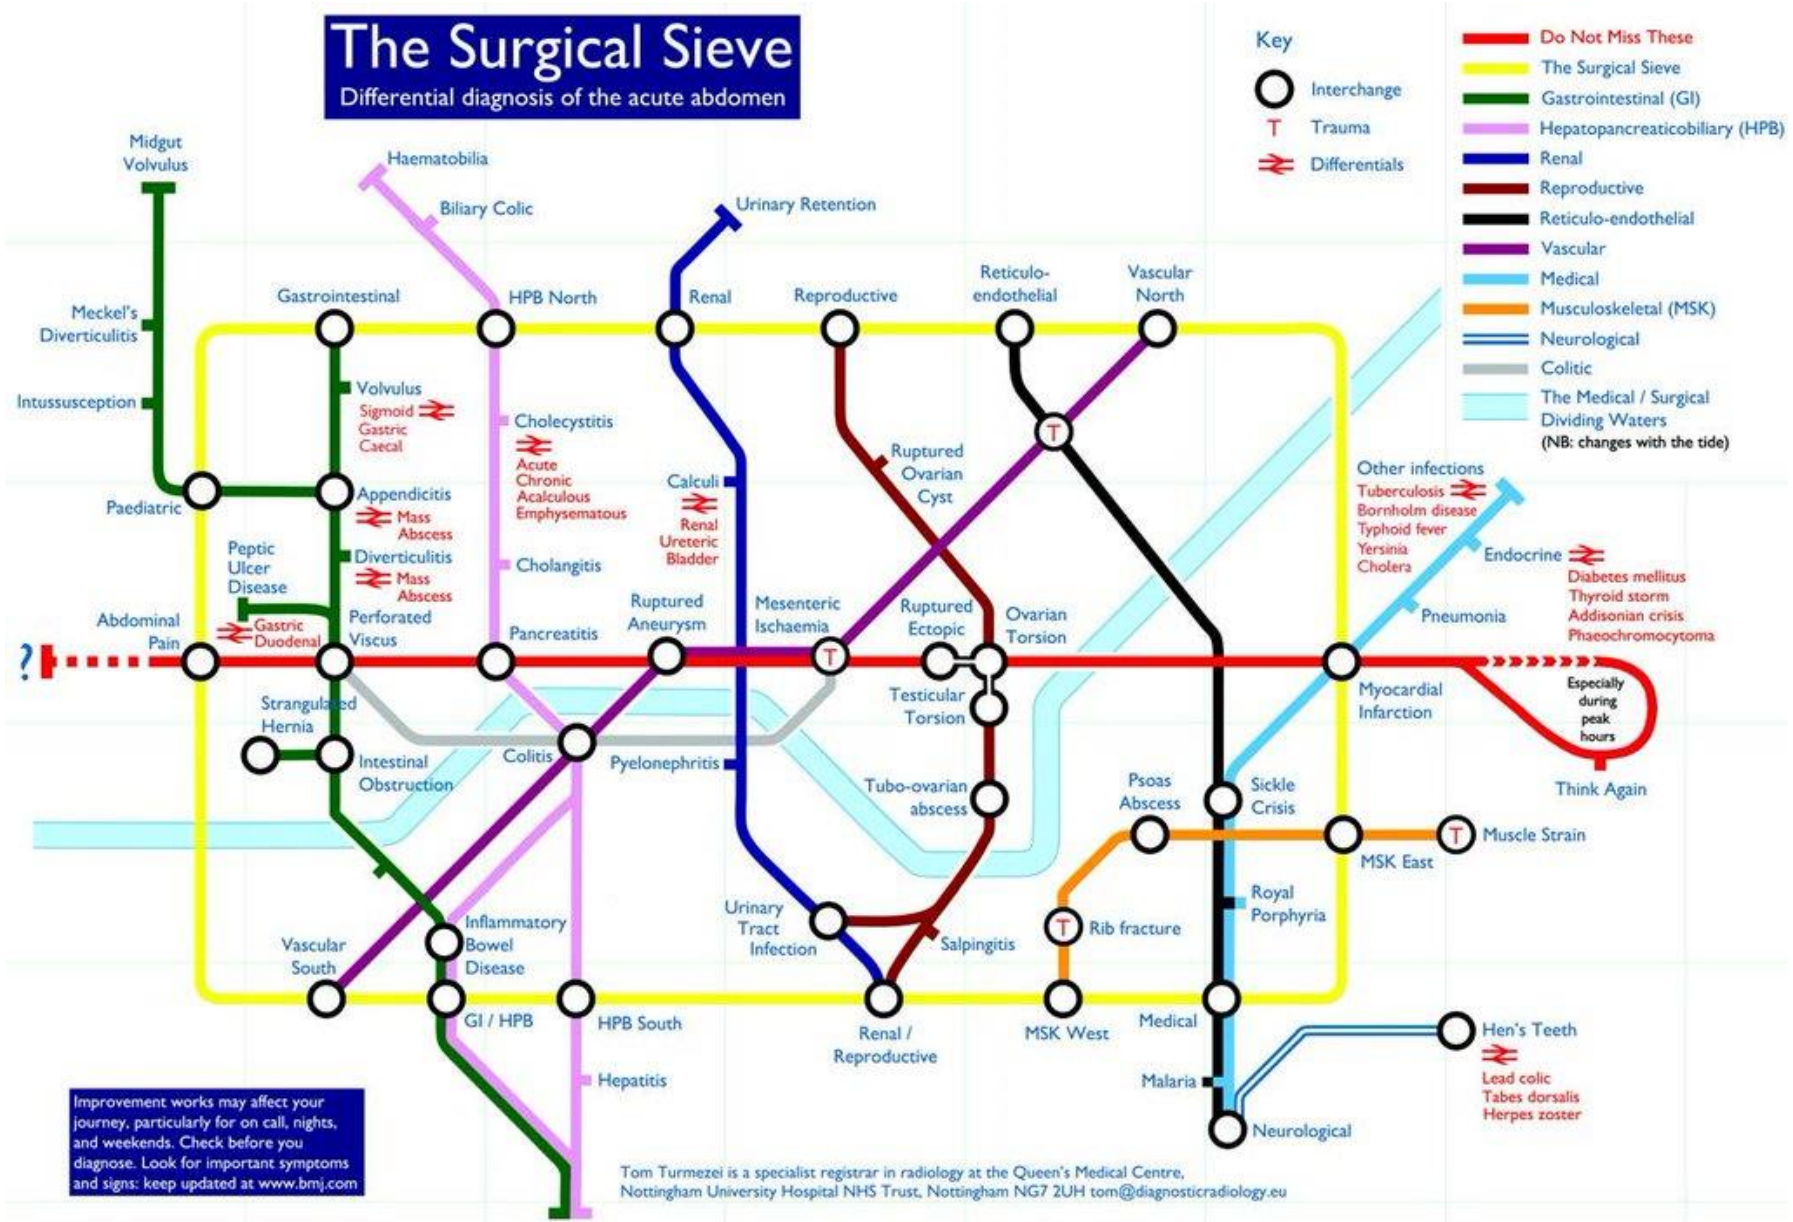 The Surgical Sieve
Differential diagnosis of the acute abdomen
Key
Interchange
T Trauma
Differentials
Do Not Miss These
The Surgical Sieve
Gastrointestinal (GI)
Hepatopancreaticobiliary (HPB)
Renal
Reproductive
Reticulo-endothelial
Vascular
Medical
Musculoskeletal (MSK)
Neurological
Colitic
The Medical / Surgical
Dividing Waters
(NB: changes with the tide)
Midgut
Volvulus
Meckel's
Diverticulitis
Intussusception
Paediatric
Haematobilia
Biliary Colic
Urinary Retention
Gastrointestinal
HPB North
Renal
Reproductive
Reticulo-
endothelial
Vascular
North
Volvulus
Sigmoid
Gastric
Caecal
Appendicitis
Mass
Abscess
Diverticulitis
Mass
Abscess
Peptic
Ulcer
Disease
Gastric
Duodenal
Perforated
Viscus
Abdominal
Pain
?
Cholecystitis
Acute
Chronic
Acalculous
Emphysematous
Cholangitis
Pancreatitis
Calculi
Renal
Ureteric
Bladder
Ruptured
Aneurysm
Mesenteric
Ischaemia
T
Ruptured
Ovarian
Cyst
T
Ruptured
Ectopic
Ovarian
Torsion
Testicular
Torsion
Tubo-ovarian
abscess
Other infections
Tuberculosis
Bornholm disease
Typhoid fever
Yersinia
Cholera
Endocrine
Diabetes mellitus
Thyroid storm
Addisonian crisis
Phaeochromocytoma
Pneumonia
Myocardial
Infarction
Especially
during
peak
hours
Think Again
Strangulated
Hernia
Intestinal
Obstruction
Colitis
Pyelonephritis
Psoas
Abscess
Sickle
Crisis
MSK East
T
Muscle Strain
Royal
Porphyria
T
Rib fracture
Urinary
Tract
Infection
Salpingitis
Inflammatory
Bowel
Disease
Vascular
South
GI / HPB
HPB South
Renal /
Reproductive
MSK West
Medical
Hepatitis
Malaria
Neurological
Hen's Teeth
Lead colic
Tabes dorsalis
Herpes zoster
Improvement works may affect your
journey, particularly for on call, nights,
and weekends. Check before you
diagnose. Look for important symptoms
and signs: keep updated at www.bmj.com
Tom Turmezei is a specialist registrar in radiology at the Queen's Medical Centre,
Nottingham University Hospital NHS Trust, Nottingham NG7 2UH tom@diagnosticradiology.eu